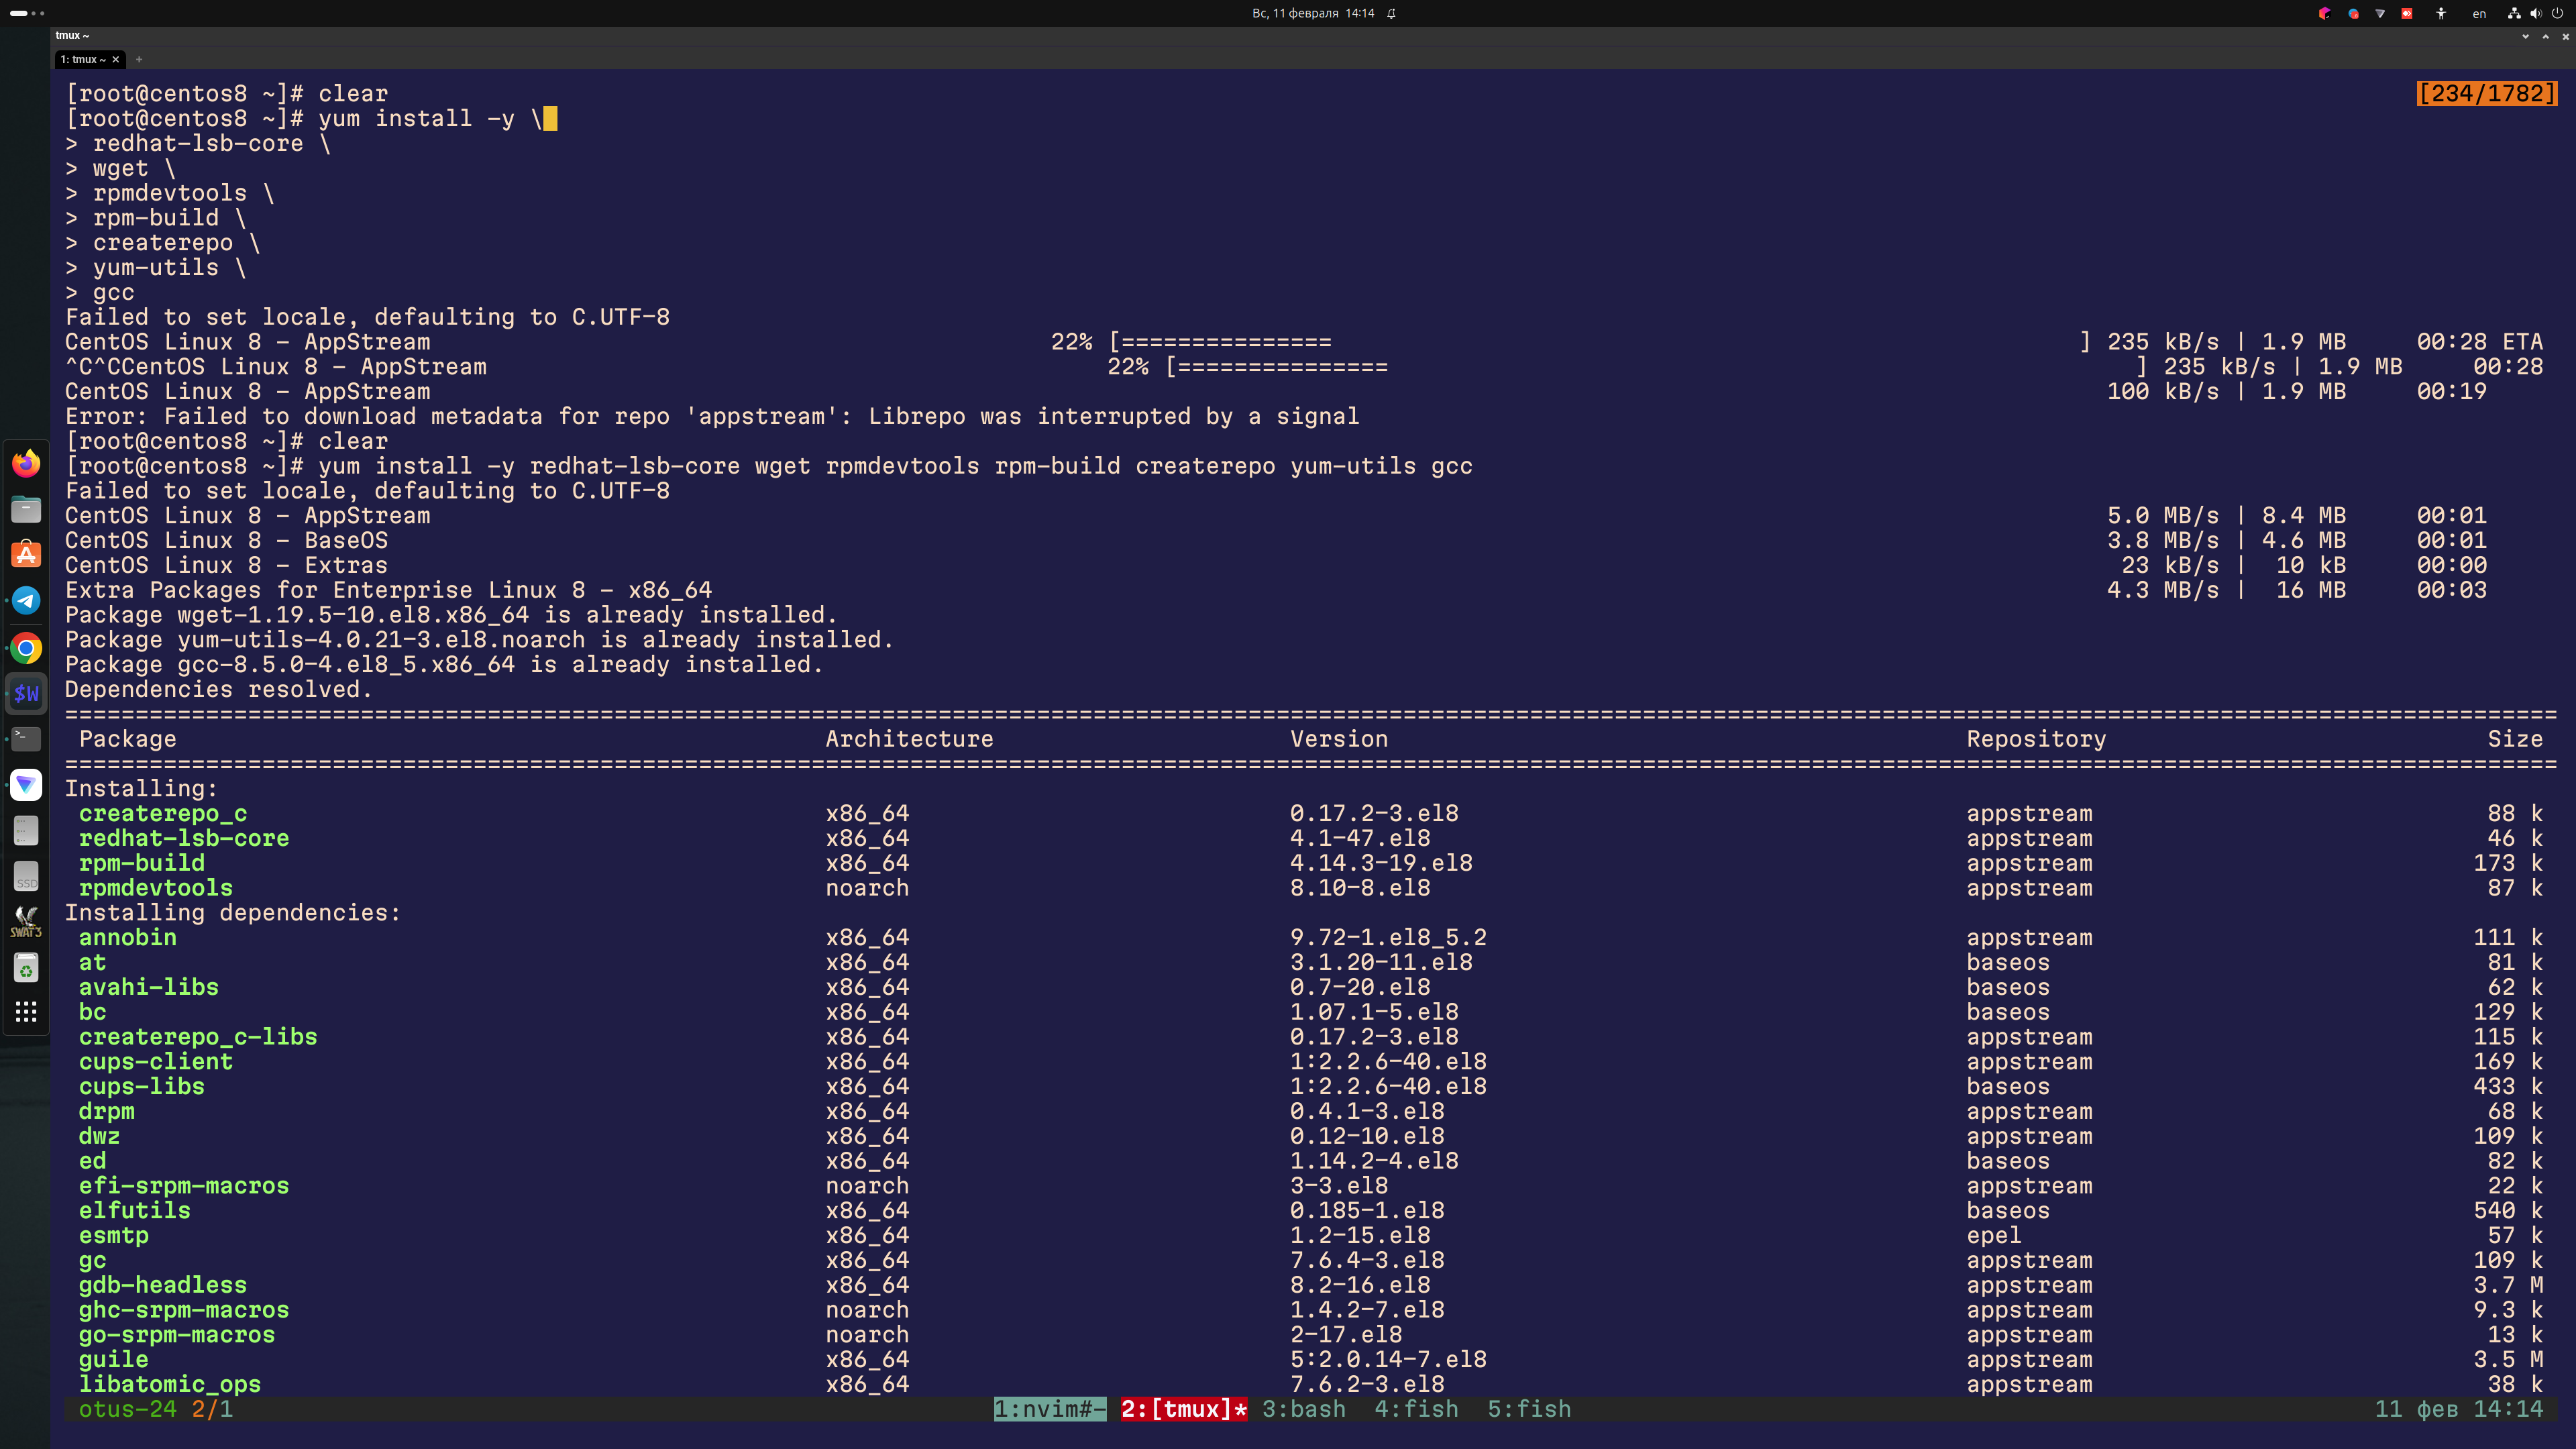 Вс, 11 февраля 14:14
en
tmux ~
1: tmux ~ × +
[root@centos8 ~]# clear [234/1782]
[root@centos8 ~]# yum install -y \
> redhat-lsb-core \
> wget \
> rpmdevtools \
> rpm-build \
> createrepo \
> yum-utils \
> gcc
Failed to set locale, defaulting to C.UTF-8
CentOS Linux 8 - AppStream 22% [=============== ] 235 kB/s | 1.9 MB 00:28 ETA
^C^CCentOS Linux 8 - AppStream 22% [=============== ] 235 kB/s | 1.9 MB 00:28
CentOS Linux 8 - AppStream 100 kB/s | 1.9 MB 00:19
Error: Failed to download metadata for repo 'appstream': Librepo was interrupted by a signal
[root@centos8 ~]# clear
[root@centos8 ~]# yum install -y redhat-lsb-core wget rpmdevtools rpm-build createrepo yum-utils gcc
Failed to set locale, defaulting to C.UTF-8
CentOS Linux 8 - AppStream 5.0 MB/s | 8.4 MB 00:01
CentOS Linux 8 - BaseOS 3.8 MB/s | 4.6 MB 00:01
CentOS Linux 8 - Extras 23 kB/s | 10 kB 00:00
Extra Packages for Enterprise Linux 8 - x86_64 4.3 MB/s | 16 MB 00:03
Package wget-1.19.5-10.el8.x86_64 is already installed.
Package yum-utils-4.0.21-3.el8.noarch is already installed.
Package gcc-8.5.0-4.el8_5.x86_64 is already installed.
Dependencies resolved.
Package Architecture Version Repository Size
Installing:
createrepo_c x86_64 0.17.2-3.el8 appstream 88 k
redhat-lsb-core x86_64 4.1-47.el8 appstream 46 k
rpm-build x86_64 4.14.3-19.el8 appstream 173 k
rpmdevtools noarch 8.10-8.el8 appstream 87 k
Installing dependencies:
annobin x86_64 9.72-1.el8_5.2 appstream 111 k
at x86_64 3.1.20-11.el8 baseos 81 k
avahi-libs x86_64 0.7-20.el8 baseos 62 k
bc x86_64 1.07.1-5.el8 baseos 129 k
createrepo_c-libs x86_64 0.17.2-3.el8 appstream 115 k
cups-client x86_64 1:2.2.6-40.el8 appstream 169 k
cups-libs x86_64 1:2.2.6-40.el8 baseos 433 k
drpm x86_64 0.4.1-3.el8 appstream 68 k
dwz x86_64 0.12-10.el8 appstream 109 k
ed x86_64 1.14.2-4.el8 baseos 82 k
efi-srpm-macros noarch 3-3.el8 appstream 22 k
elfutils x86_64 0.185-1.el8 baseos 540 k
esmtp x86_64 1.2-15.el8 epel 57 k
gc x86_64 7.6.4-3.el8 appstream 109 k
gdb-headless x86_64 8.2-16.el8 appstream 3.7 M
ghc-srpm-macros noarch 1.4.2-7.el8 appstream 9.3 k
go-srpm-macros noarch 2-17.el8 appstream 13 k
guile x86_64 5:2.0.14-7.el8 appstream 3.5 M
libatomic_ops x86_64 7.6.2-3.el8 appstream 38 k
otus-24 2/1 1:nvim#- 2:[tmux]* 3:bash 4:fish 5:fish 11 фев 14:14
$W
>_
SSD
SWAT3